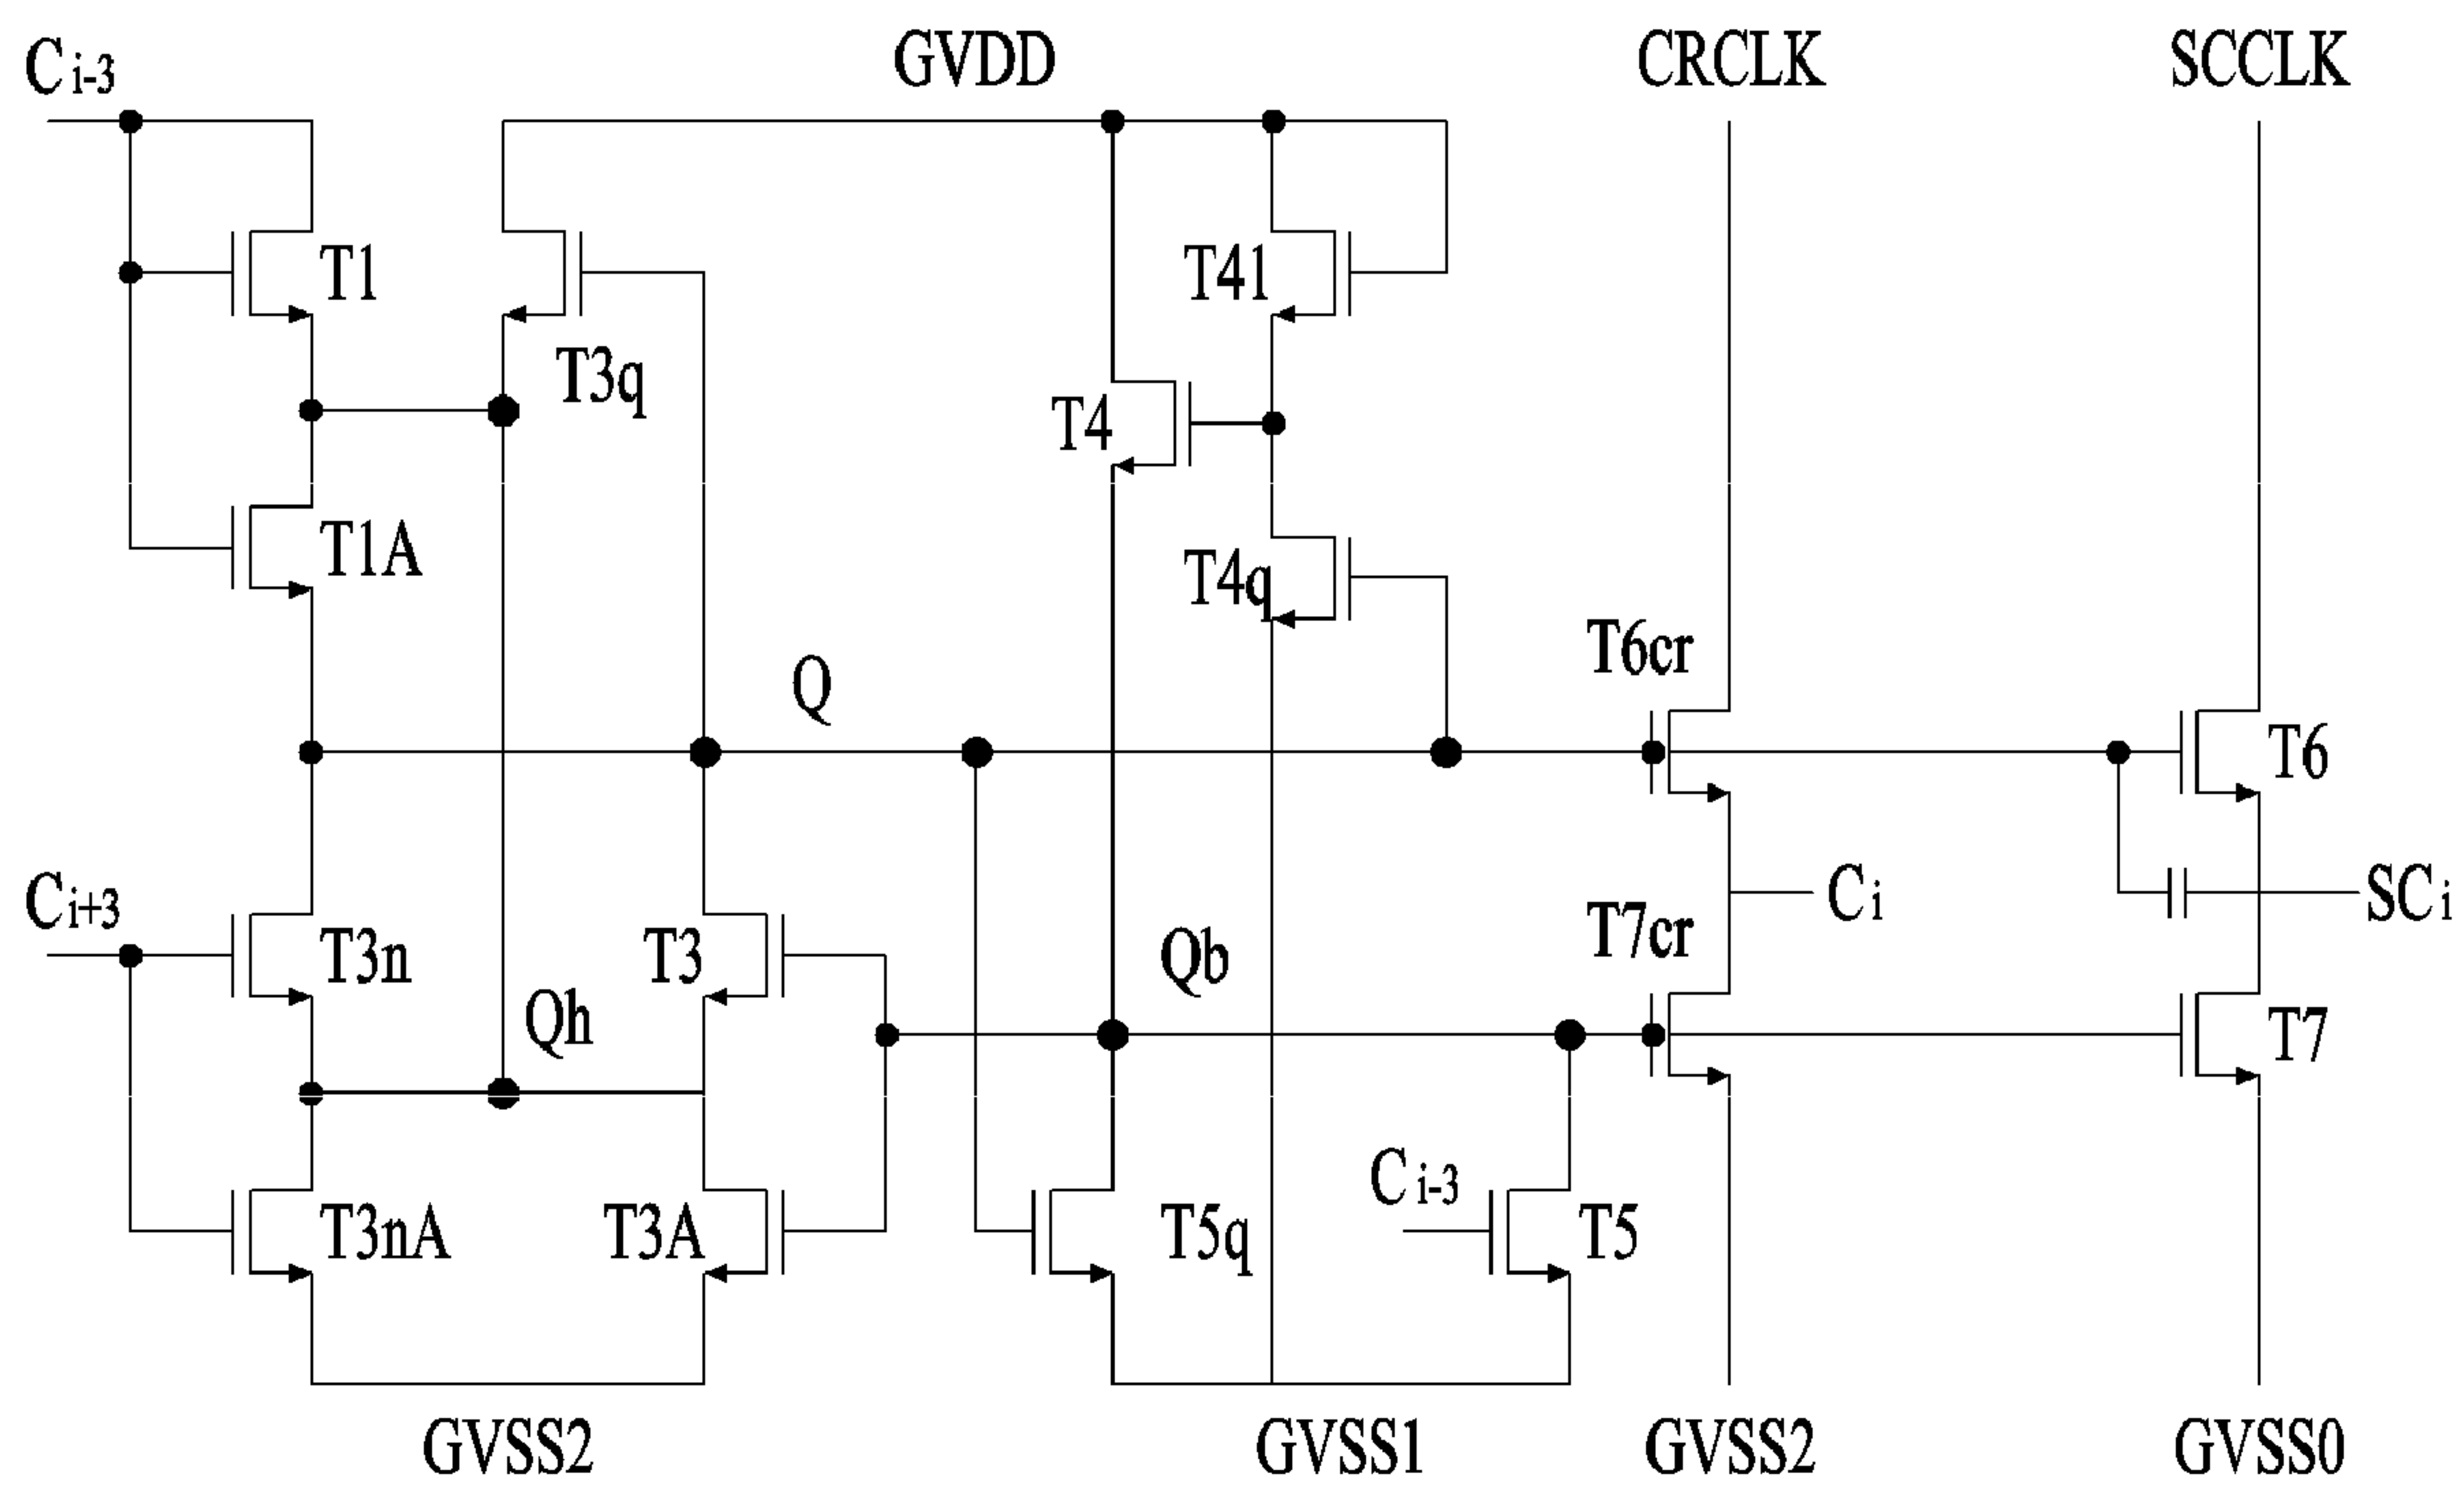 Ci-3 GVDD CRCLK SCCLK
T1 T41
T3q
T4
T1A T4q
T6cr
Q T6
Ci+3 Ci SCi
T3n T3 Qb T7cr
Qh T7
Ci-3
T3nA T3A T5q T5
GVSS2 GVSS1 GVSS2 GVSS0